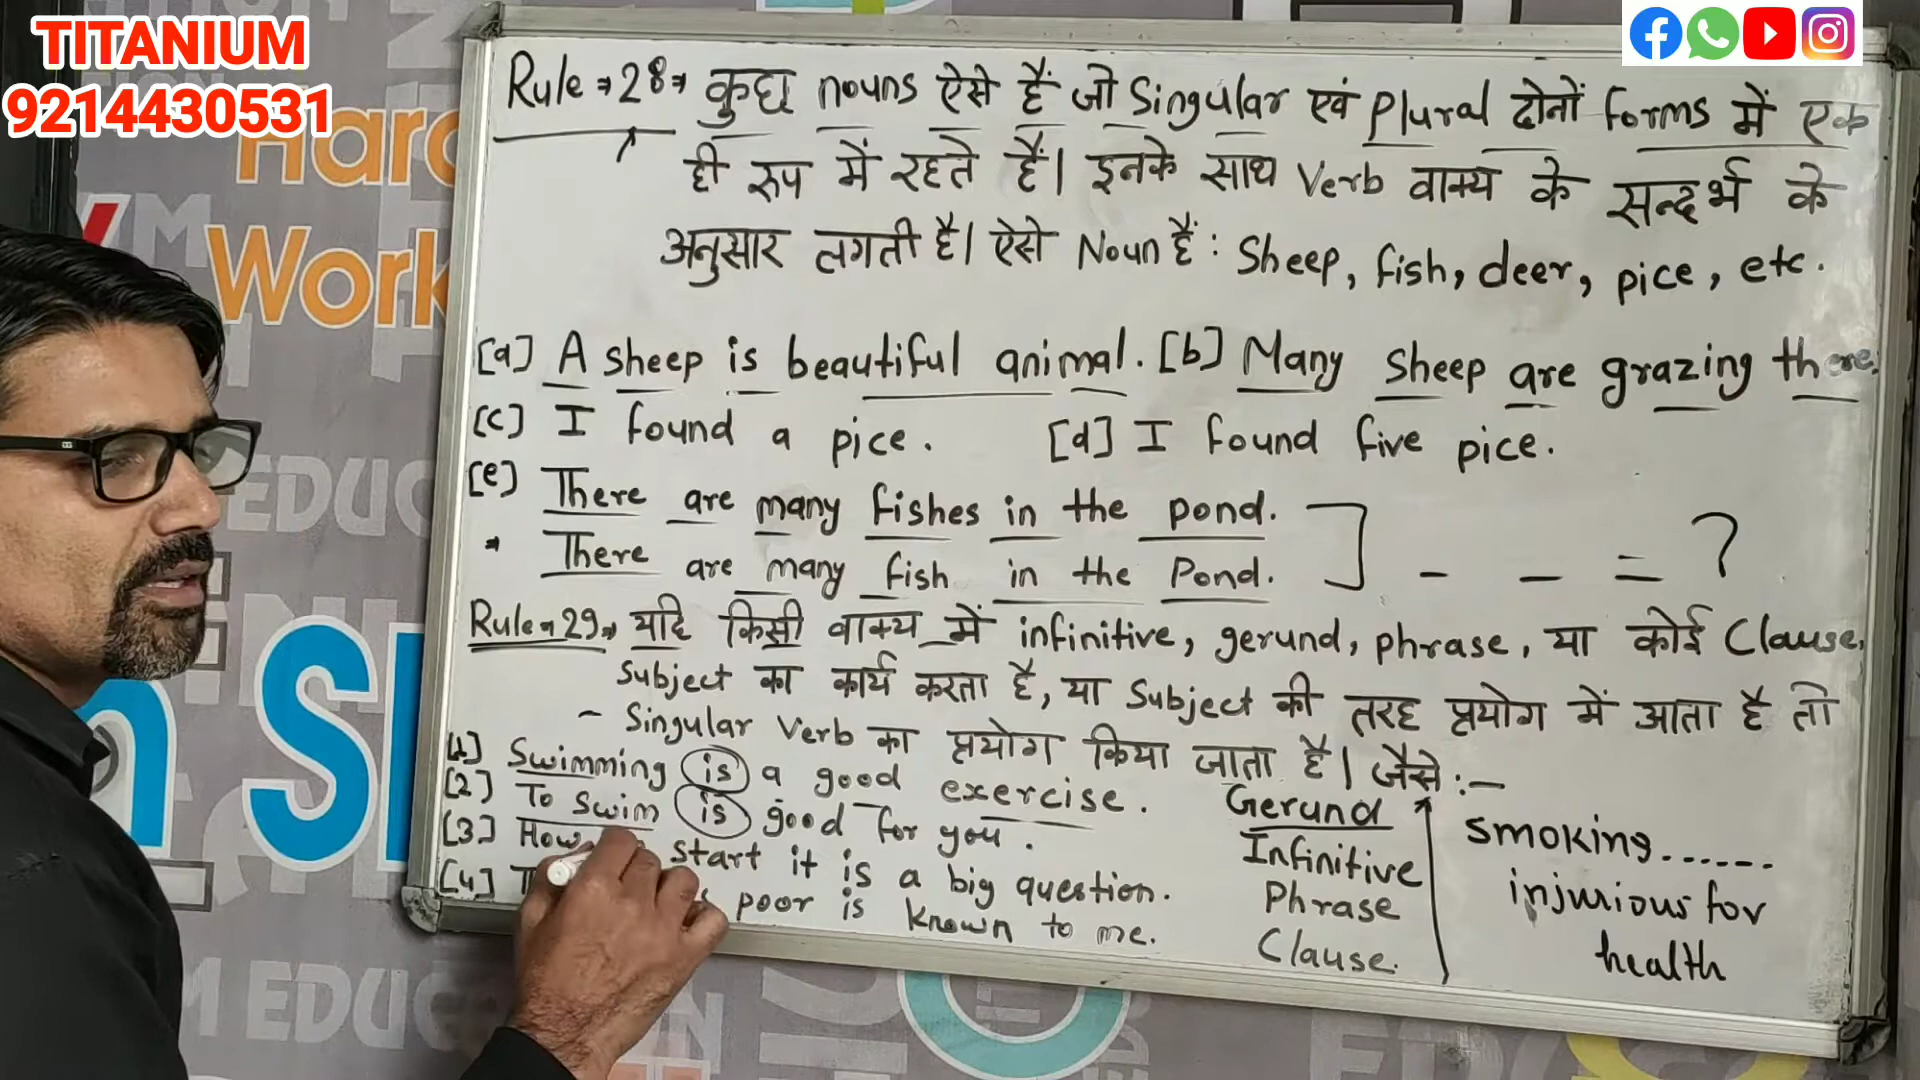 TITANIUM
9214430531
Hard
Work
EDUC
Rule → 28 → कुछ nouns ऐसे हैं जो Singular एवं Plural दोनों forms में एक
ही रुप में रहते हैं। इनके साथ Verb वाक्य के सन्दर्भ के
अनुसार लगती है। ऐसे Noun हैं : Sheep, fish, deer, pice, etc.
[a] A sheep is beautiful animal. [b] Many sheep are grazing there.
[c] I found a pice. [d] I found five pice.
[e] There are many fishes in the pond.
There are many fish in the Pond. ] - - = ?
Rule → 29 → यदि किसी वाक्य में infinitive, gerund, phrase, या कोई Clause,
Subject का कार्य करता है, या Subject की तरह प्रयोग में आता है तो
- Singular Verb का प्रयोग किया जाता है। जैसे :-
[1] Swimming is a good exercise.
[2] To swim is good for you.
[3] How start it is a big question.
[4] poor is known to me.
Gerund
Infinitive
Phrase
Clause.
smoking......
injurious for
health
M EDUC